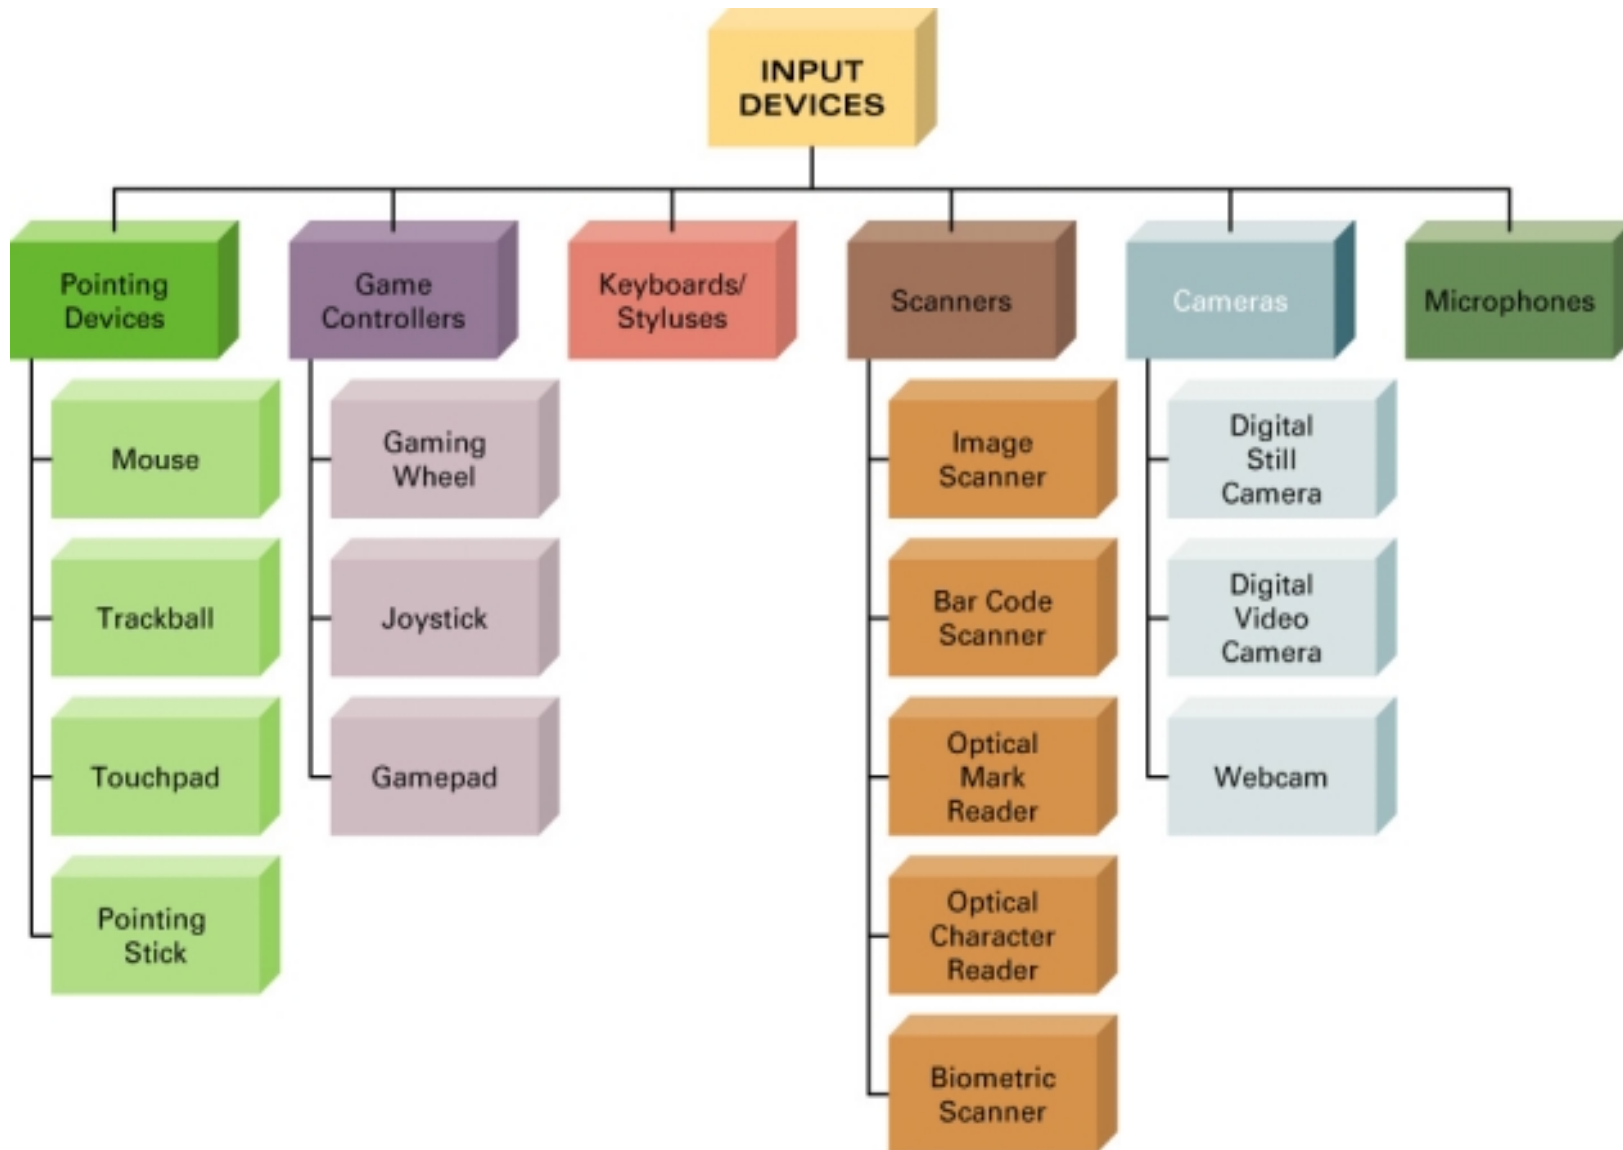 INPUT
DEVICES
Pointing
Devices
Game
Controllers
Keyboards/
Styluses
Scanners
Cameras
Microphones
Mouse
Trackball
Touchpad
Pointing
Stick
Gaming
Wheel
Joystick
Gamepad
Image
Scanner
Bar Code
Scanner
Optical
Mark
Reader
Optical
Character
Reader
Biometric
Scanner
Digital
Still
Camera
Digital
Video
Camera
Webcam